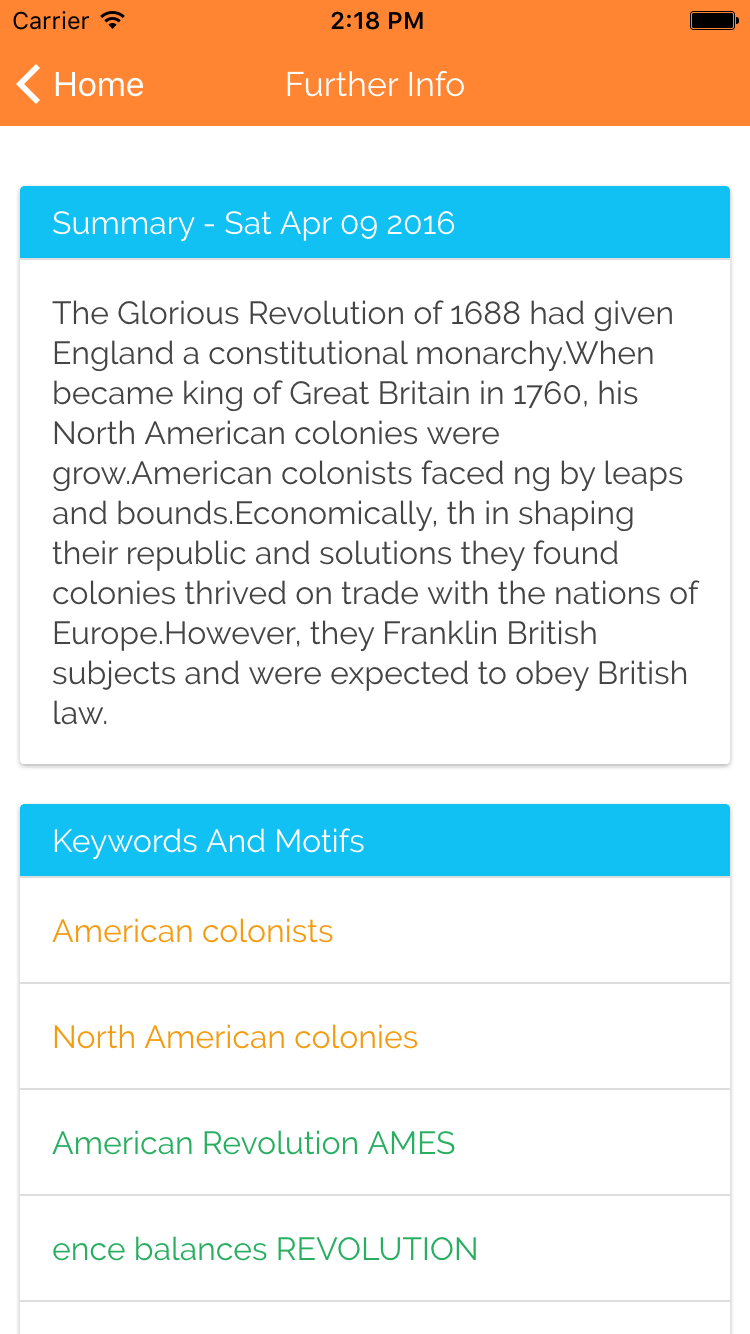 Carrier 2:18 PM
Home Further Info
Summary - Sat Apr 09 2016
The Glorious Revolution of 1688 had given
England a constitutional monarchy.When
became king of Great Britain in 1760, his
North American colonies were
grow.American colonists faced ng by leaps
and bounds.Economically, th in shaping
their republic and solutions they found
colonies thrived on trade with the nations of
Europe.However, they Franklin British
subjects and were expected to obey British
law.
Keywords And Motifs
American colonists
North American colonies
American Revolution AMES
ence balances REVOLUTION